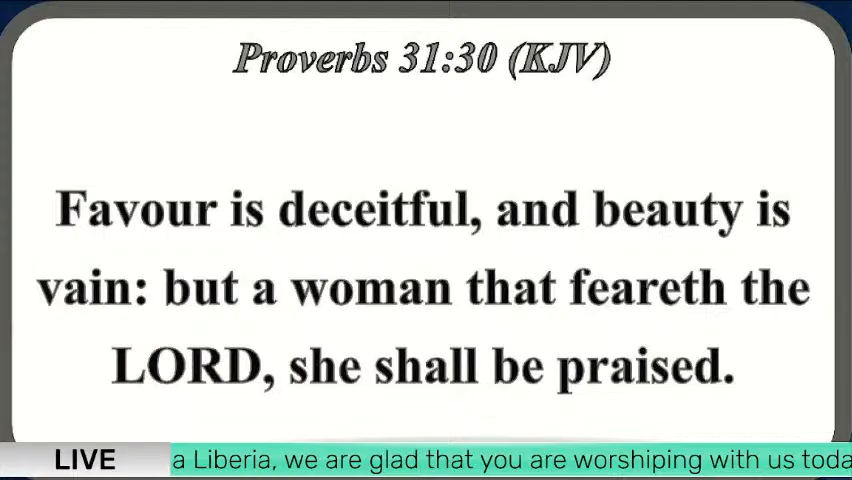 Proverbs 31:30 (KJV)
Favour is deceitful, and beauty is
vain: but a woman that feareth the
LORD, she shall be praised.
LIVE
a Liberia, we are glad that you are worshiping with us toda